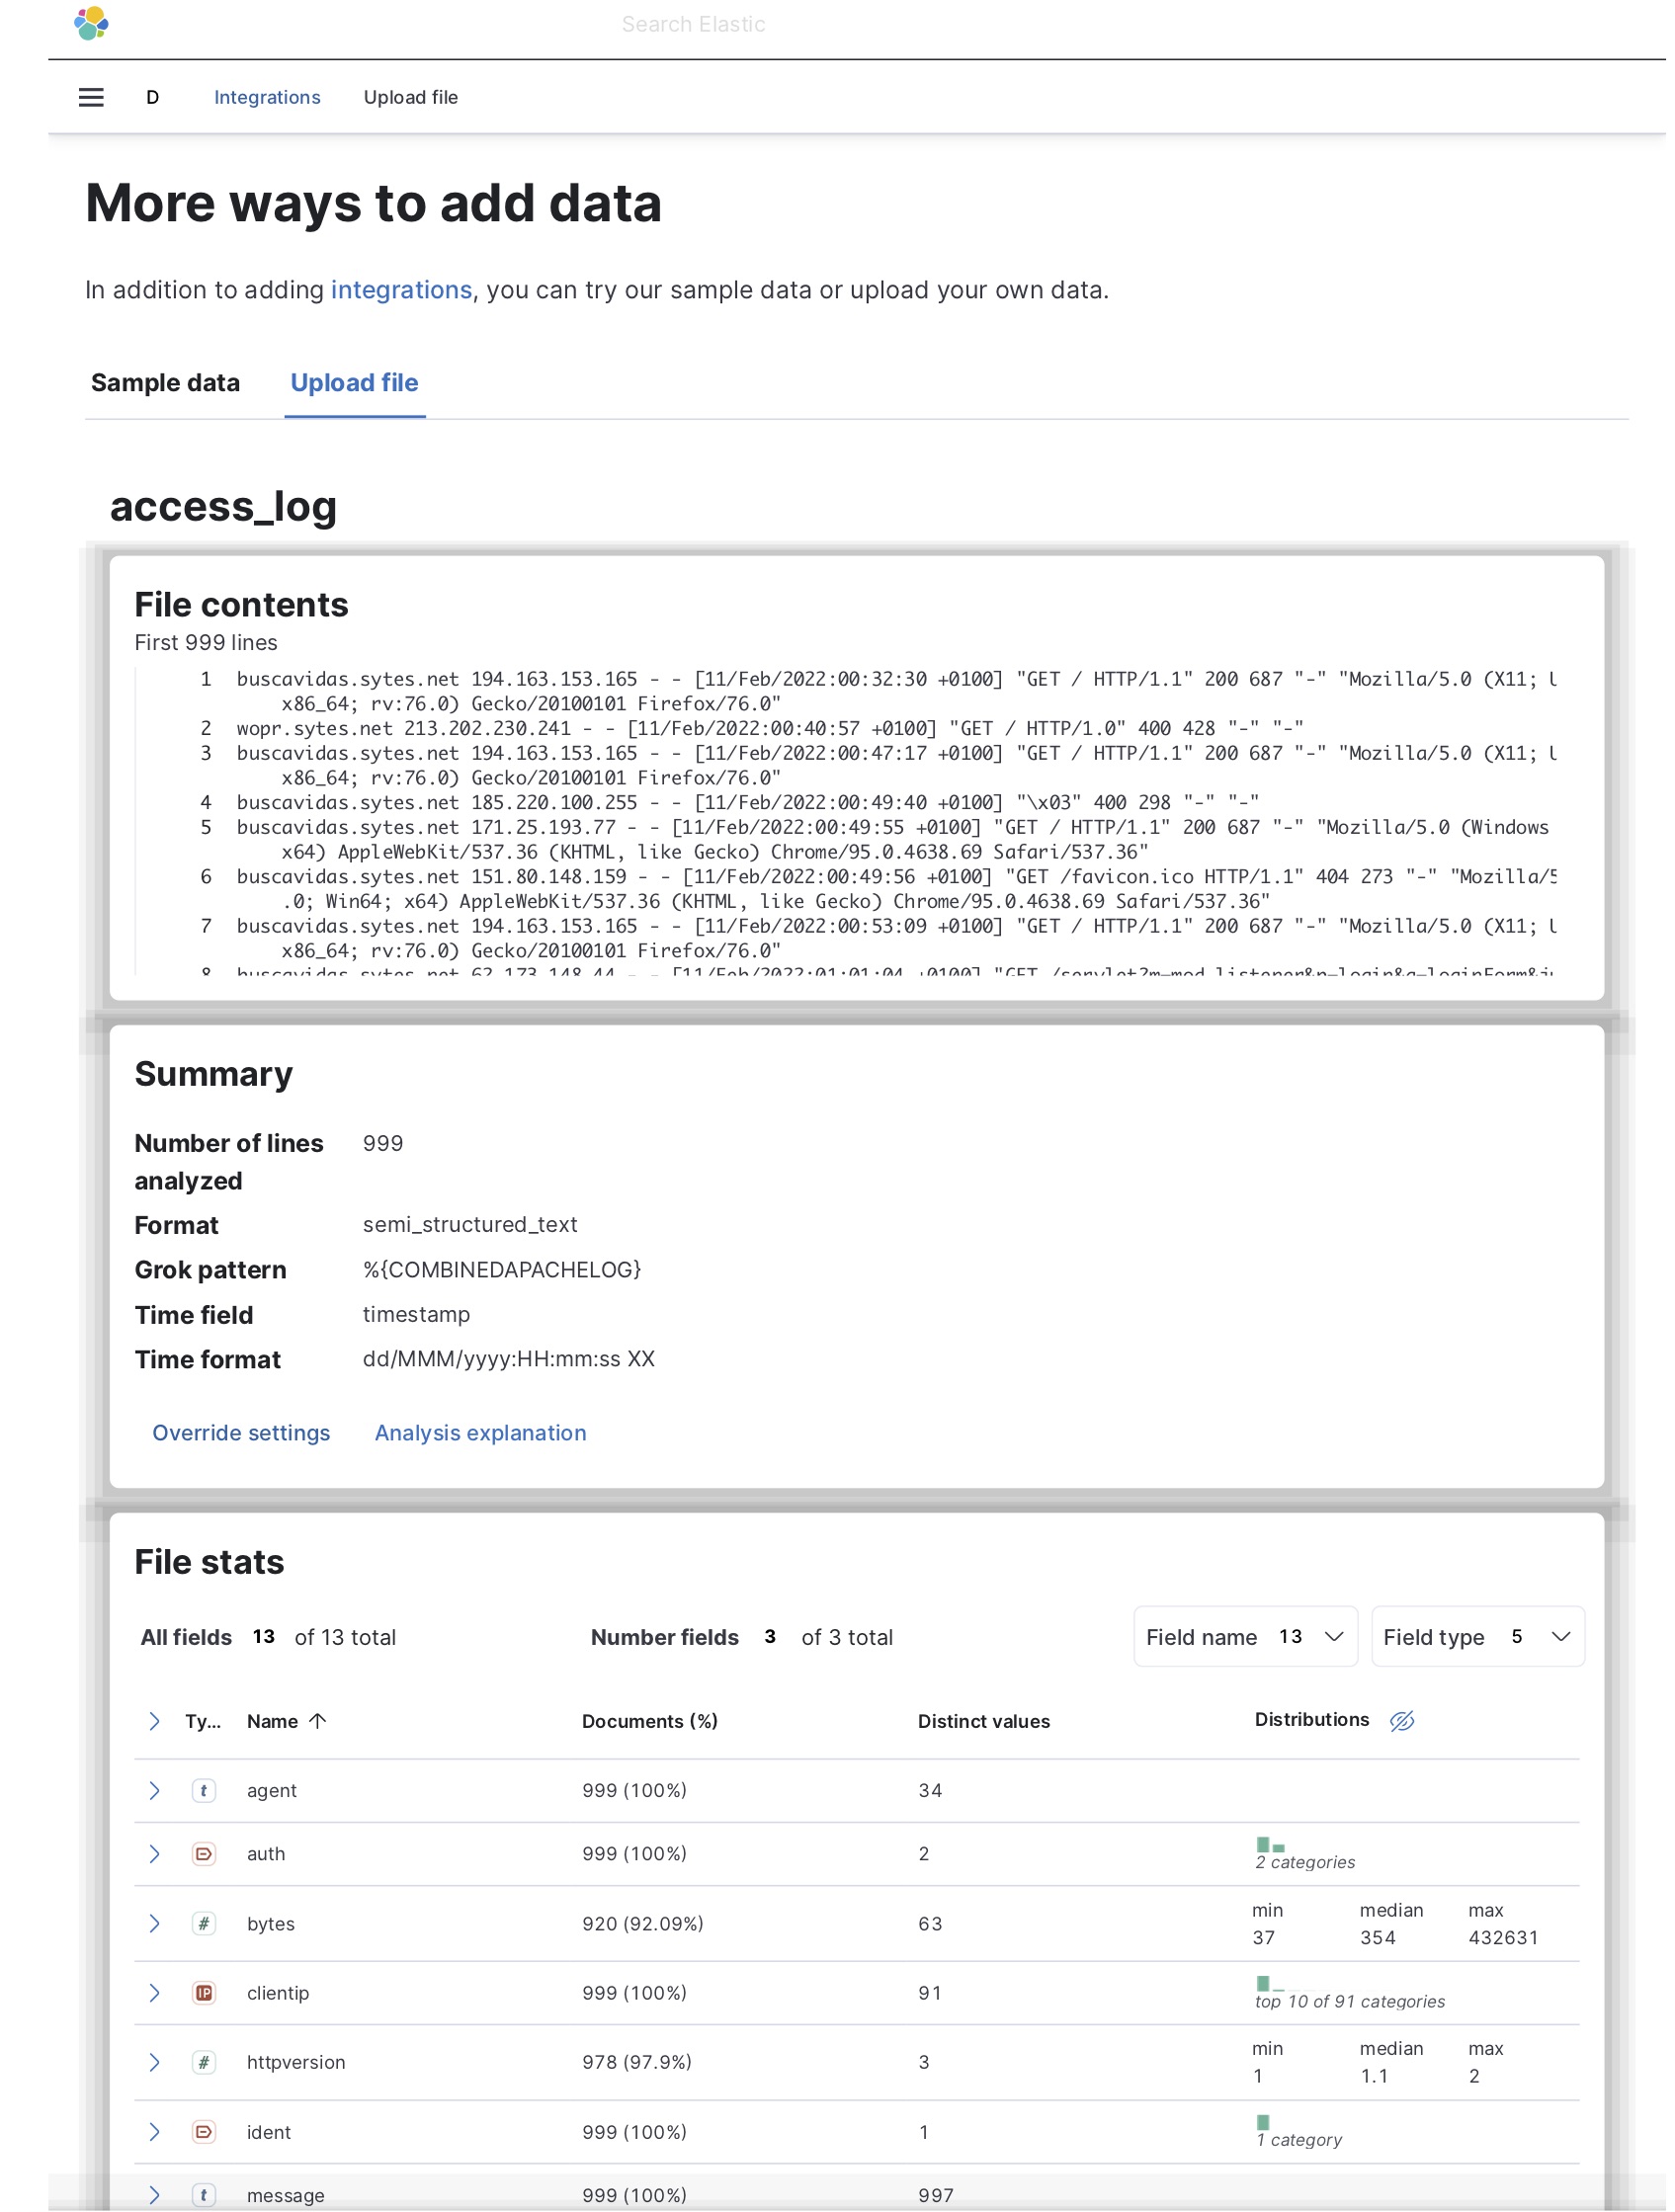 Search Elastic
D Integrations Upload file
More ways to add data
In addition to adding integrations, you can try our sample data or upload your own data.
Sample data Upload file
access_log
File contents
First 999 lines
1 buscavidas.sytes.net 194.163.153.165 - - [11/Feb/2022:00:32:30 +0100] "GET / HTTP/1.1" 200 687 "-" "Mozilla/5.0 (X11;
x86_64; rv:76.0) Gecko/20100101 Firefox/76.0"
2 wopr.sytes.net 213.202.230.241 - - [11/Feb/2022:00:40:57 +0100] "GET / HTTP/1.0" 400 428 "-" "-"
3 buscavidas.sytes.net 194.163.153.165 - - [11/Feb/2022:00:47:17 +0100] "GET / HTTP/1.1" 200 687 "-" "Mozilla/5.0 (X11;
x86_64; rv:76.0) Gecko/20100101 Firefox/76.0"
4 buscavidas.sytes.net 185.220.100.255 - - [11/Feb/2022:00:49:40 +0100] "\x03" 400 298 "-" "-"
5 buscavidas.sytes.net 171.25.193.77 - - [11/Feb/2022:00:49:55 +0100] "GET / HTTP/1.1" 200 687 "-" "Mozilla/5.0 (Windows
x64) AppleWebKit/537.36 (KHTML, like Gecko) Chrome/95.0.4638.69 Safari/537.36"
6 buscavidas.sytes.net 151.80.148.159 - - [11/Feb/2022:00:49:56 +0100] "GET /favicon.ico HTTP/1.1" 404 273 "-" "Mozilla/5
.0; Win64; x64) AppleWebKit/537.36 (KHTML, like Gecko) Chrome/95.0.4638.69 Safari/537.36"
7 buscavidas.sytes.net 194.163.153.165 - - [11/Feb/2022:00:53:09 +0100] "GET / HTTP/1.1" 200 687 "-" "Mozilla/5.0 (X11;
x86_64; rv:76.0) Gecko/20100101 Firefox/76.0"
8 buscavidas.sytes.net 62.173.148.44 - - [11/Feb/2022:01:01:04 +0100] "GET
Summary
Number of lines 999
analyzed
Format semi_structured_text
Grok pattern %{COMBINEDAPACHELOG}
Time field timestamp
Time format dd/MMM/yyyy:HH:mm:ss XX
Override settings Analysis explanation
File stats
All fields 13 of 13 total Number fields 3 of 3 total Field name 13 Field type 5
Ty... Name Documents (%) Distinct values Distributions
t agent 999 (100%) 34
auth 999 (100%) 2 2 categories
# bytes 920 (92.09%) 63 min 37 median 354 max 432631
IP clientip 999 (100%) 91 top 10 of 91 categories
# httpversion 978 (97.9%) 3 min 1 median 1.1 max 2
ident 999 (100%) 1 1 category
t message 999 (100%) 997